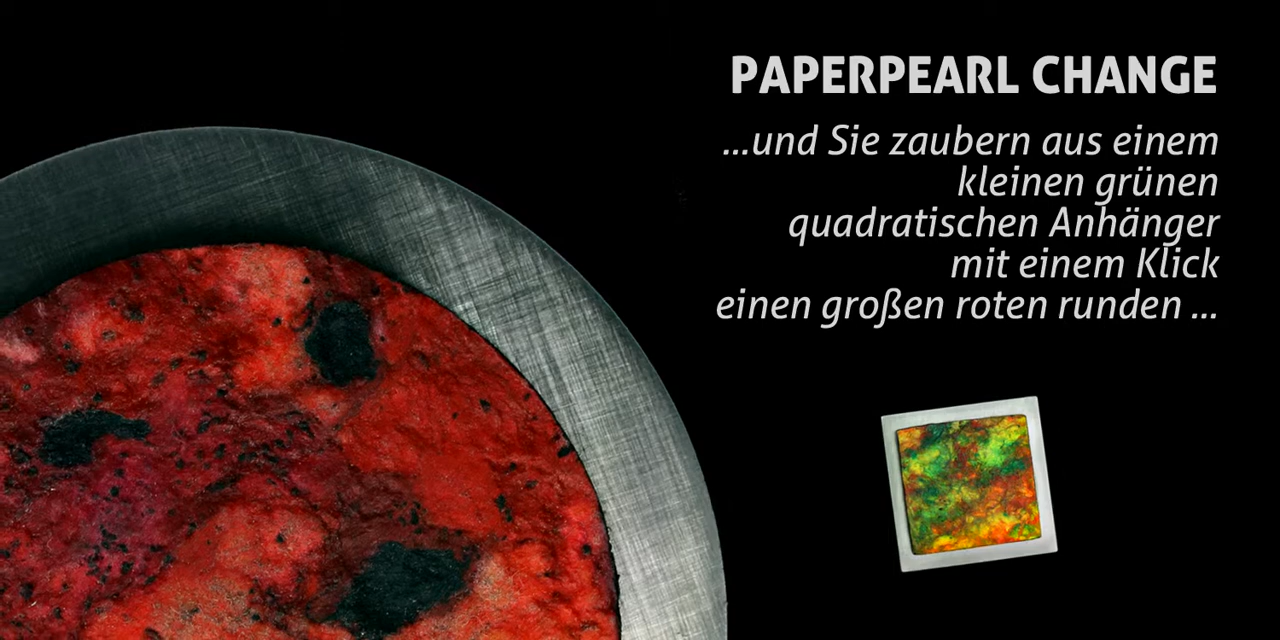 PAPERPEARL CHANGE
...und Sie zaubern aus einem
kleinen grünen
quadratischen Anhänger
mit einem Klick
einen großen roten runden ...